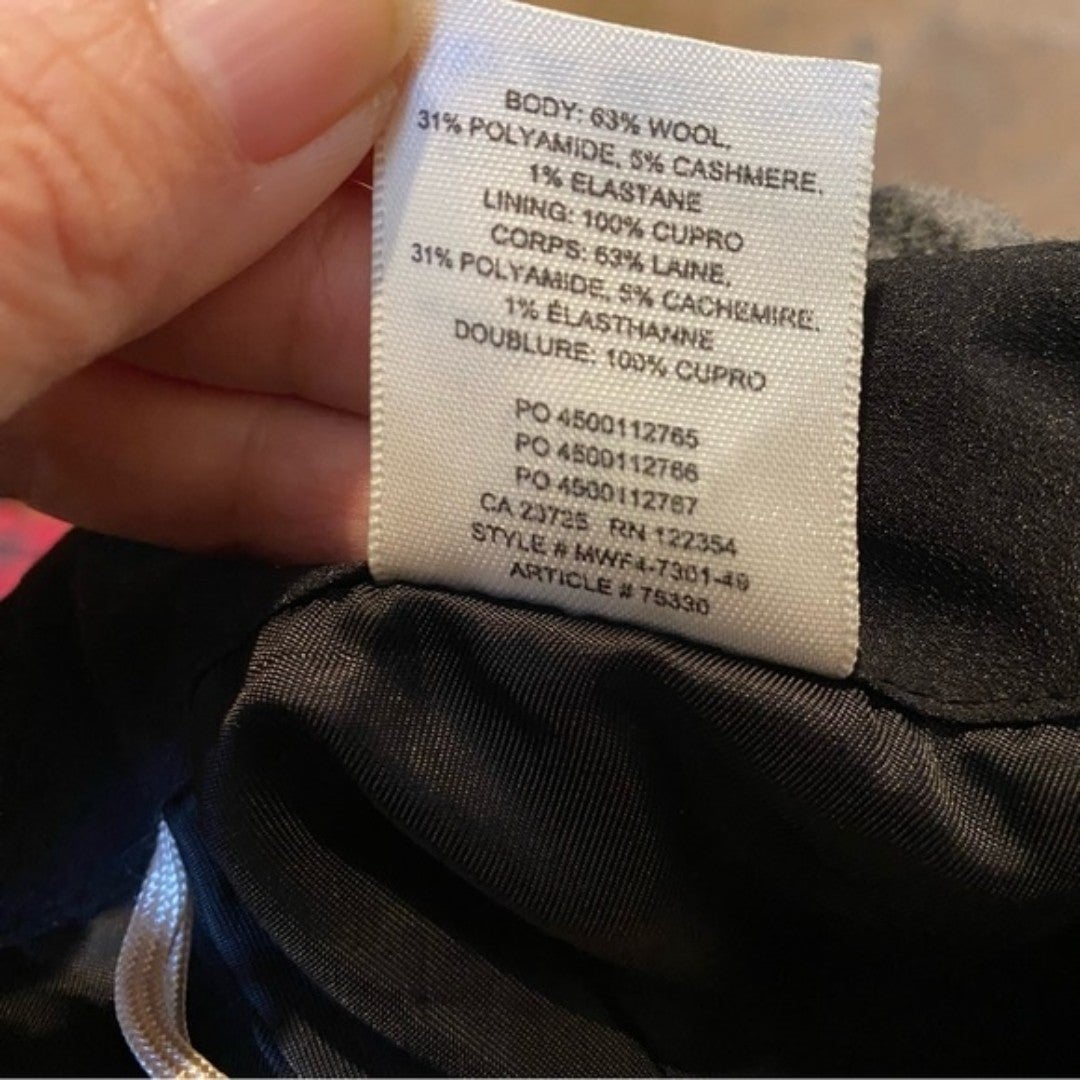 BODY: 63% WOOL,
31% POLYAMIDE, 5% CASHMERE,
1% ELASTANE
LINING: 100% CUPRO
CORPS: 63% LAINE,
31% POLYAMIDE, 5% CACHEMIRE,
1% ÉLASTHANNE
DOUBLURE: 100% CUPRO
PO 4500112765
PO 4500112766
PO 4500112767
CA 23725 RN 122354
STYLE # MWF4-7301-49
ARTICLE # 75330